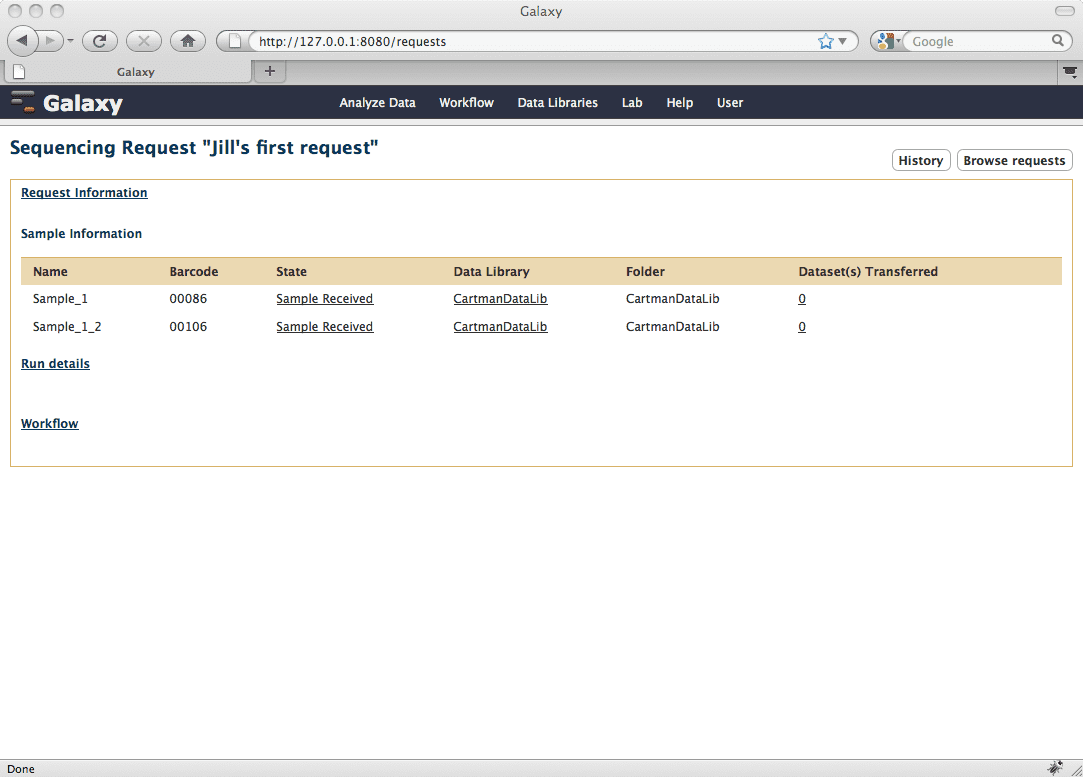 Galaxy
http://127.0.0.1:8080/requests
Google
Galaxy
Galaxy Analyze Data Workflow Data Libraries Lab Help User
Sequencing Request "Jill's first request"
History Browse requests
Request Information
Sample Information
Name Barcode State Data Library Folder Dataset(s) Transferred
Sample_1 00086 Sample Received CartmanDataLib CartmanDataLib 0
Sample_1_2 00106 Sample Received CartmanDataLib CartmanDataLib 0
Run details
Workflow
Done